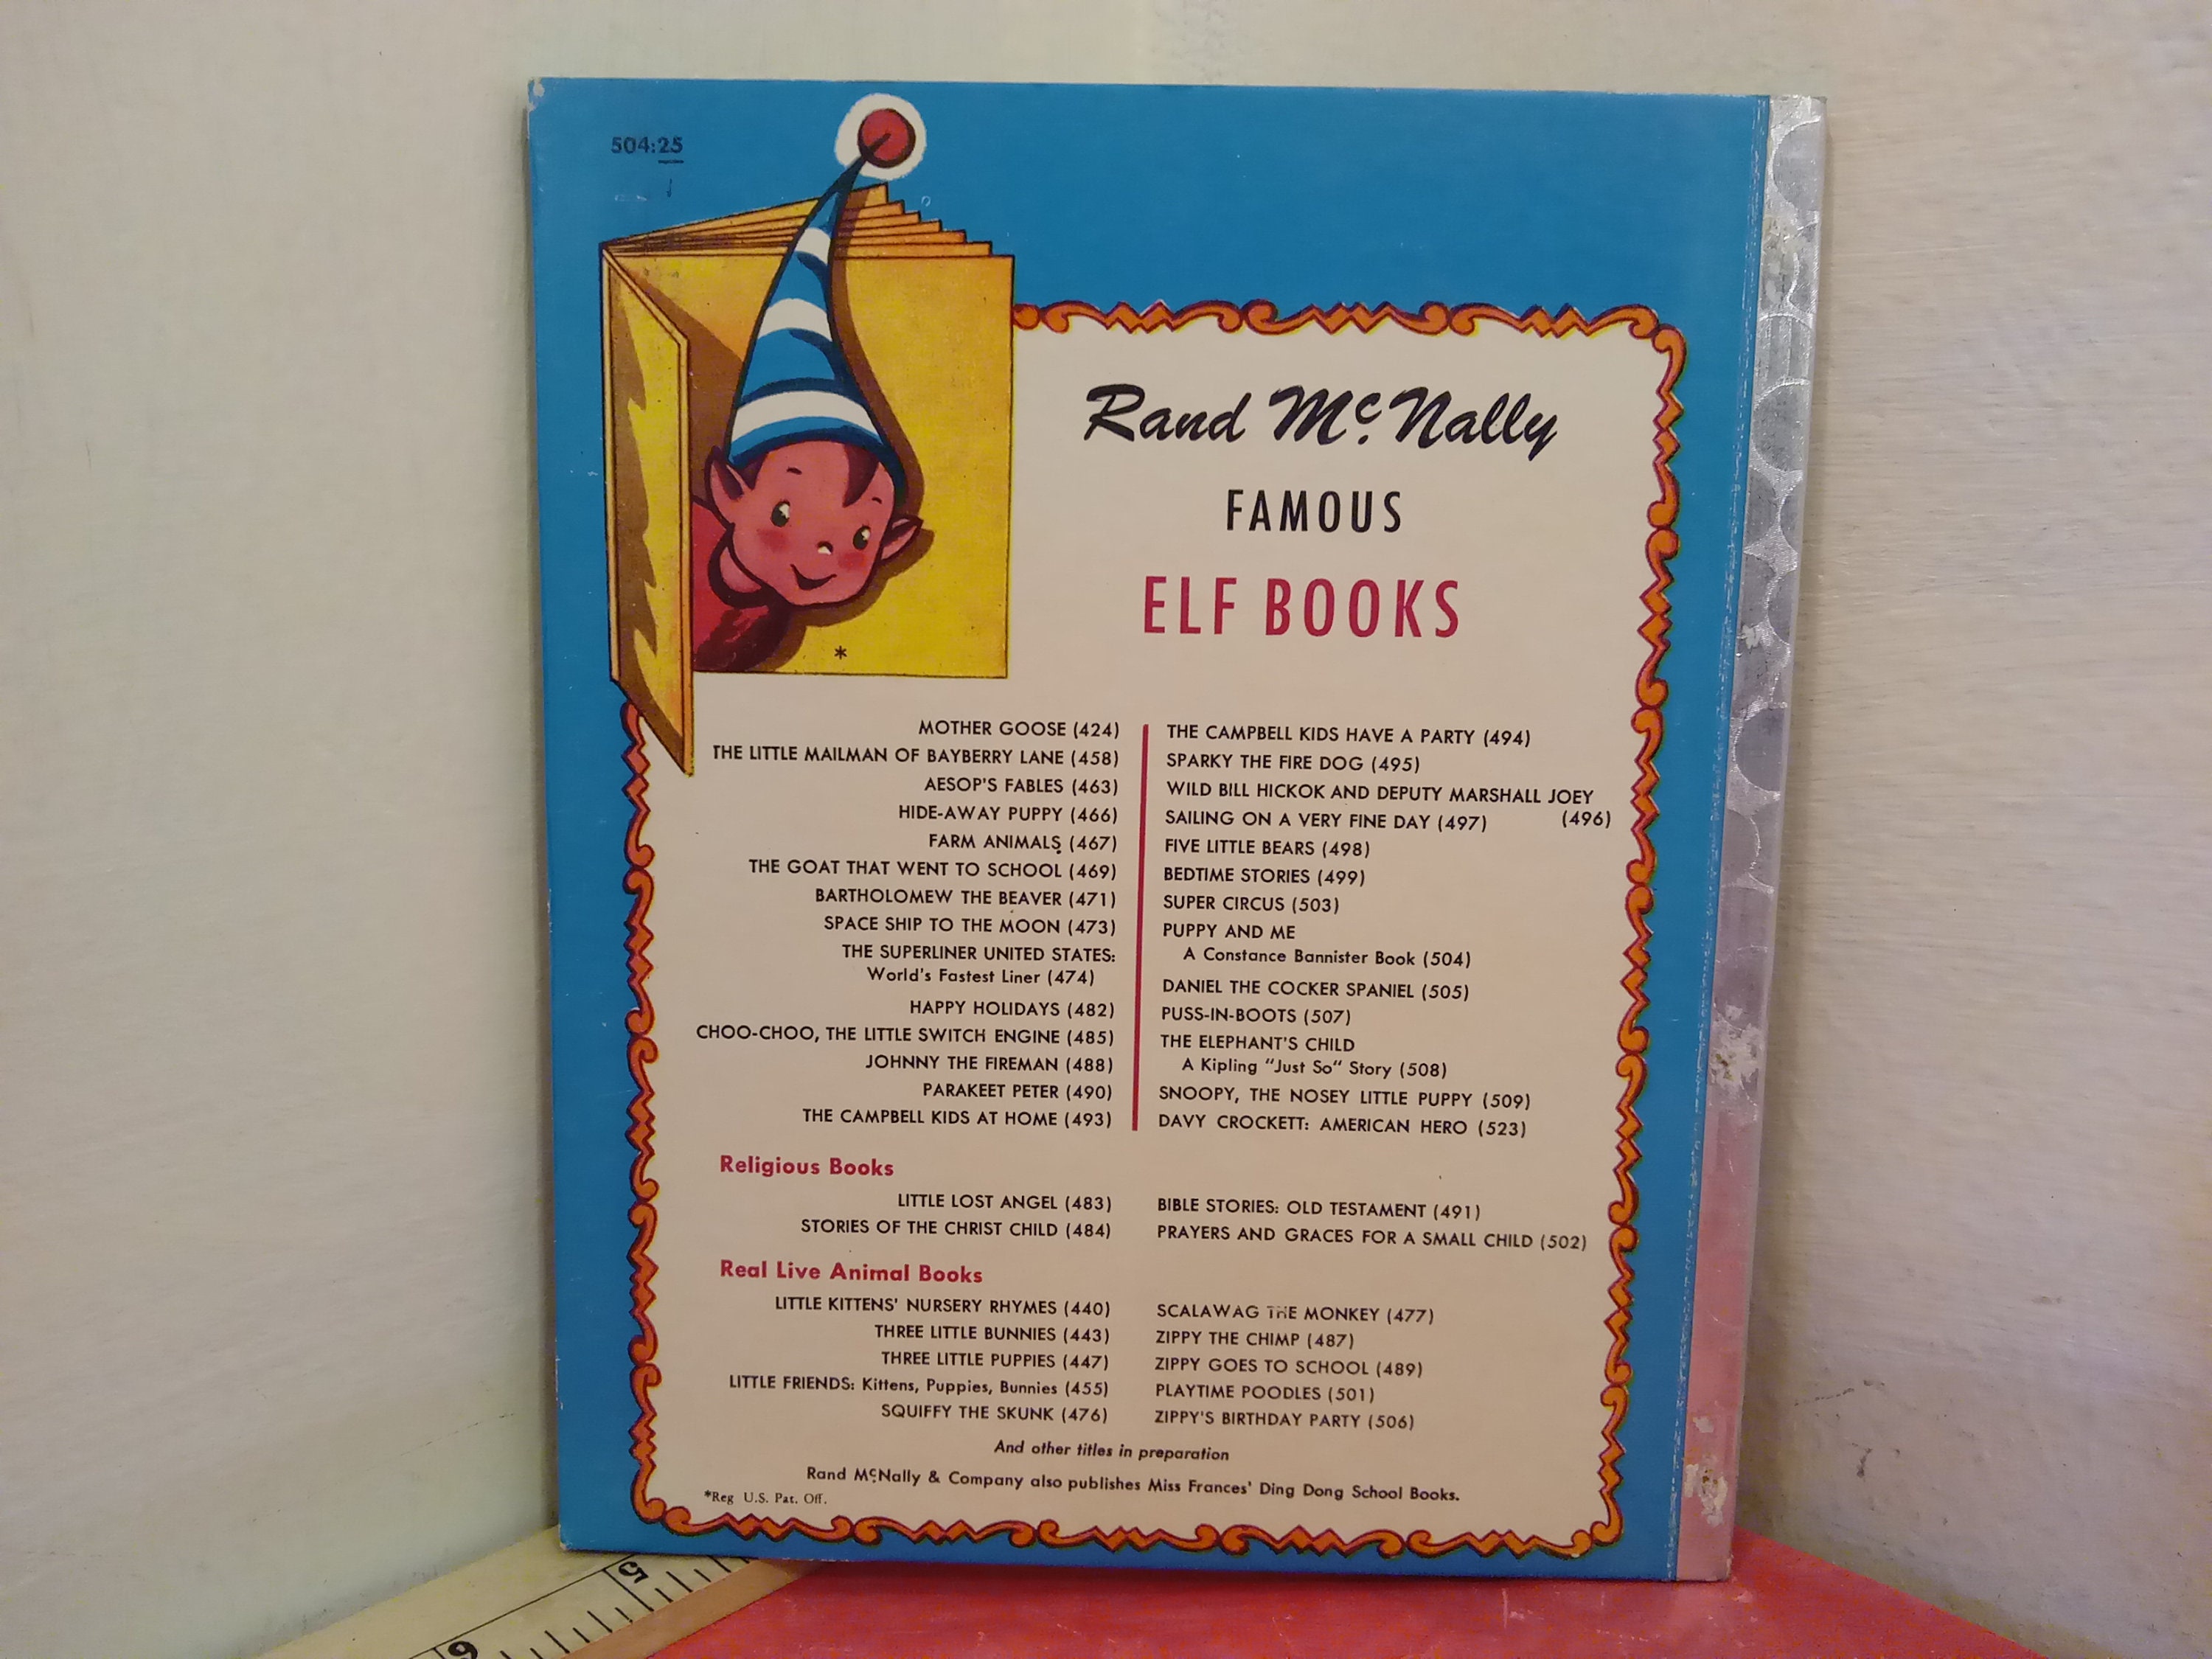 504:25
Rand McNally
FAMOUS
ELF BOOKS
*
MOTHER GOOSE (424)
THE LITTLE MAILMAN OF BAYBERRY LANE (458)
AESOP'S FABLES (463)
HIDE-AWAY PUPPY (466)
FARM ANIMALS (467)
THE GOAT THAT WENT TO SCHOOL (469)
BARTHOLOMEW THE BEAVER (471)
SPACE SHIP TO THE MOON (473)
THE SUPERLINER UNITED STATES:
World's Fastest Liner (474)
HAPPY HOLIDAYS (482)
CHOO-CHOO, THE LITTLE SWITCH ENGINE (485)
JOHNNY THE FIREMAN (488)
PARAKEET PETER (490)
THE CAMPBELL KIDS AT HOME (493)
THE CAMPBELL KIDS HAVE A PARTY (494)
SPARKY THE FIRE DOG (495)
WILD BILL HICKOK AND DEPUTY MARSHALL JOEY
(496)
SAILING ON A VERY FINE DAY (497)
FIVE LITTLE BEARS (498)
BEDTIME STORIES (499)
SUPER CIRCUS (503)
PUPPY AND ME
A Constance Bannister Book (504)
DANIEL THE COCKER SPANIEL (505)
PUSS-IN-BOOTS (507)
THE ELEPHANT'S CHILD
A Kipling "Just So" Story (508)
SNOOPY, THE NOSEY LITTLE PUPPY (509)
DAVY CROCKETT: AMERICAN HERO (523)
Religious Books
LITTLE LOST ANGEL (483)
STORIES OF THE CHRIST CHILD (484)
BIBLE STORIES: OLD TESTAMENT (491)
PRAYERS AND GRACES FOR A SMALL CHILD (502)
Real Live Animal Books
LITTLE KITTENS' NURSERY RHYMES (440)
THREE LITTLE BUNNIES (443)
THREE LITTLE PUPPIES (447)
LITTLE FRIENDS: Kittens, Puppies, Bunnies (455)
SQUIFFY THE SKUNK (476)
SCALAWAG THE MONKEY (477)
ZIPPY THE CHIMP (487)
ZIPPY GOES TO SCHOOL (489)
PLAYTIME POODLES (501)
ZIPPY'S BIRTHDAY PARTY (506)
And other titles in preparation
Rand McNally & Company also publishes Miss Frances' Ding Dong School Books.
*Reg U.S. Pat. Off.
5
6